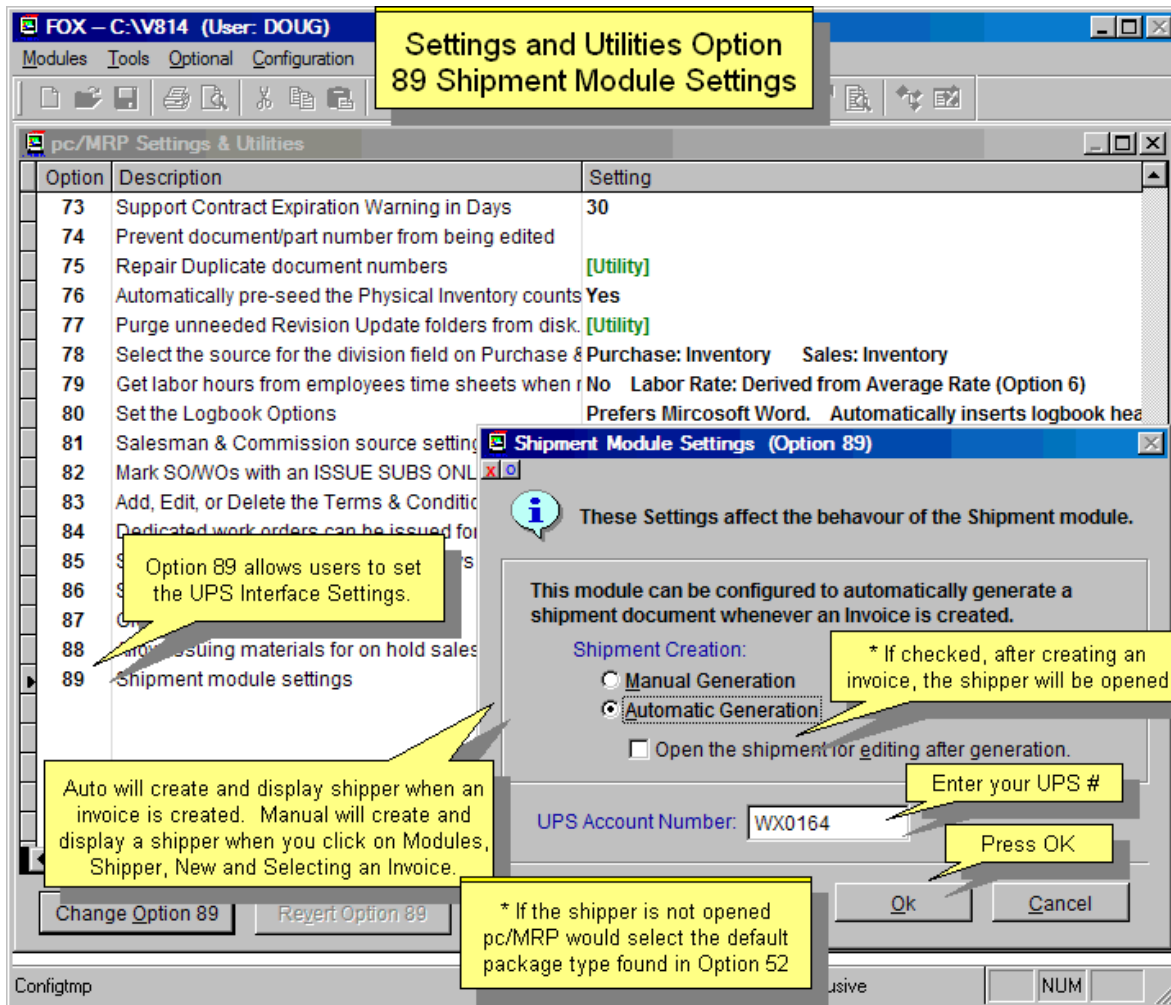 FOX – C:\V814 (User: DOUG)
Settings and Utilities Option
89 Shipment Module Settings
Modules Tools Optional Configuration
pc/MRP Settings & Utilities
Option Description Setting
73 Support Contract Expiration Warning in Days 30
74 Prevent document/part number from being edited
75 Repair Duplicate document numbers [Utility]
76 Automatically pre-seed the Physical Inventory counts Yes
77 Purge unneeded Revision Update folders from disk. [Utility]
78 Select the source for the division field on Purchase & Purchase: Inventory Sales: Inventory
79 Get labor hours from employees time sheets when No Labor Rate: Derived from Average Rate (Option 6)
80 Set the Logbook Options Prefers Mircosoft Word. Automatically inserts logbook hea
81 Salesman & Commission source setting
82 Mark SO/WOs with an ISSUE SUBS ONL
83 Add, Edit, or Delete the Terms & Conditio
84 Dedicated work orders can be issued for
85
86
87
88 suing materials for on hold sales
89 Shipment module settings
Option 89 allows users to set
the UPS Interface Settings.
Shipment Module Settings (Option 89)
These Settings affect the behavour of the Shipment module.
This module can be configured to automatically generate a
shipment document whenever an Invoice is created.
Shipment Creation:
Manual Generation
Automatic Generation
Open the shipment for editing after generation.
* If checked, after creating an
invoice, the shipper will be opened
UPS Account Number: WX0164
Enter your UPS #
Press OK
Ok Cancel
Auto will create and display shipper when an
invoice is created. Manual will create and
display a shipper when you click on Modules,
Shipper, New and Selecting an Invoice.
Change Option 89 Revert Option 89
* If the shipper is not opened
pc/MRP would select the default
package type found in Option 52
Configtmp usive NUM